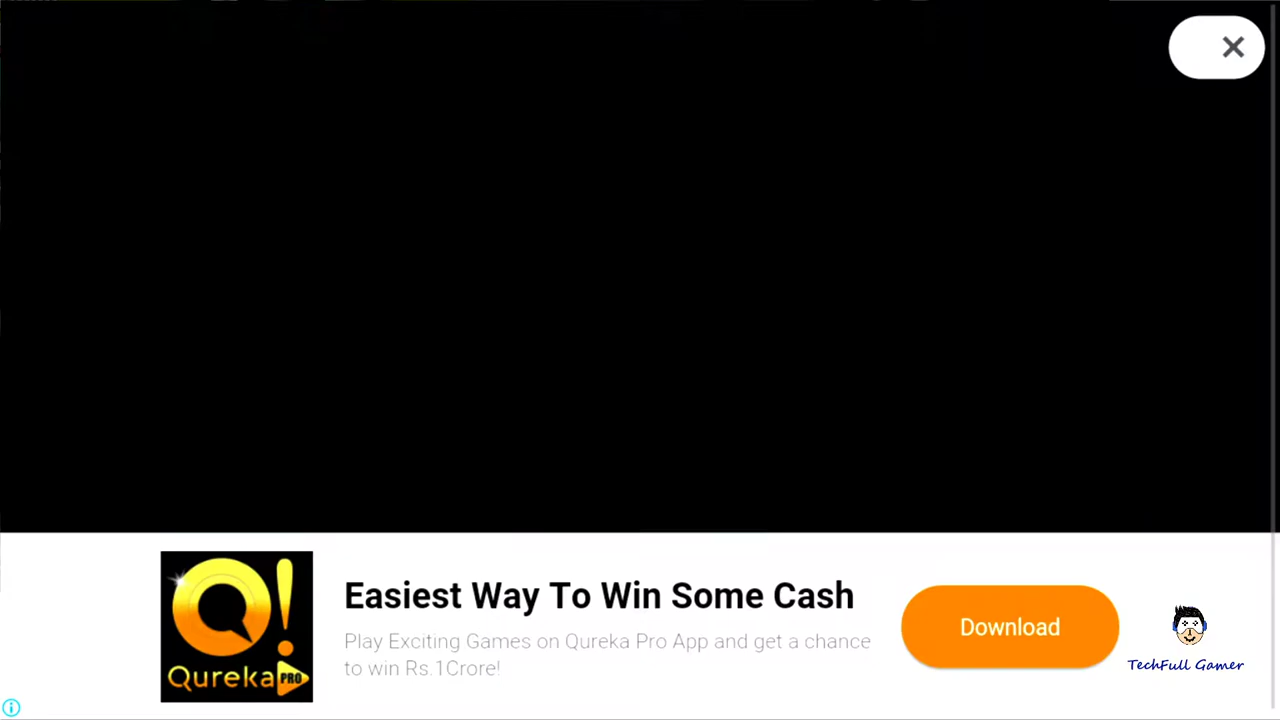 Easiest Way To Win Some Cash
Play Exciting Games on Qureka Pro App and get a chance
to win Rs.1Crore!
Download
Q!
Qureka PRO
TechFull Gamer